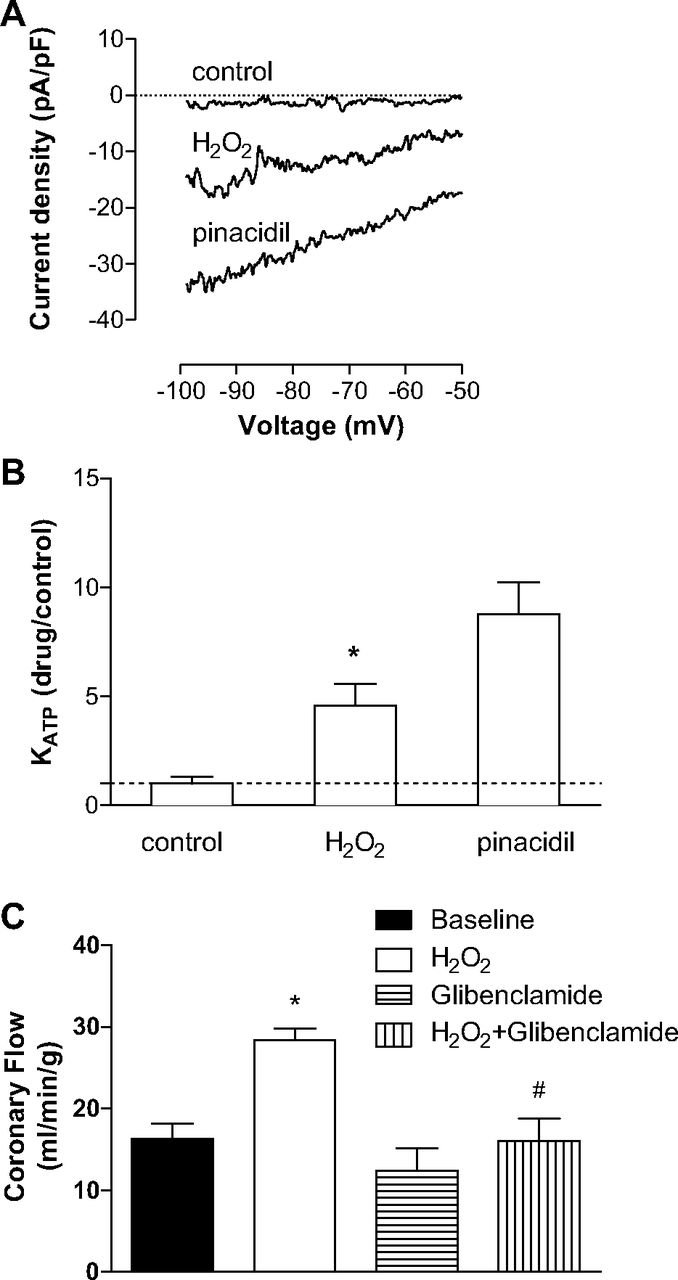 A
Current density (pA/pF)
10
0
-10
-20
-30
-40
control
H₂O₂
pinacidil
-100 -90 -80 -70 -60 -50
Voltage (mV)
B
K_ATP (drug/control)
15
10
5
0
*
control H₂O₂ pinacidil
C
Coronary Flow
(ml/min/g)
40
30
20
10
0
Baseline
H₂O₂
Glibenclamide
H₂O₂+Glibenclamide
*
#